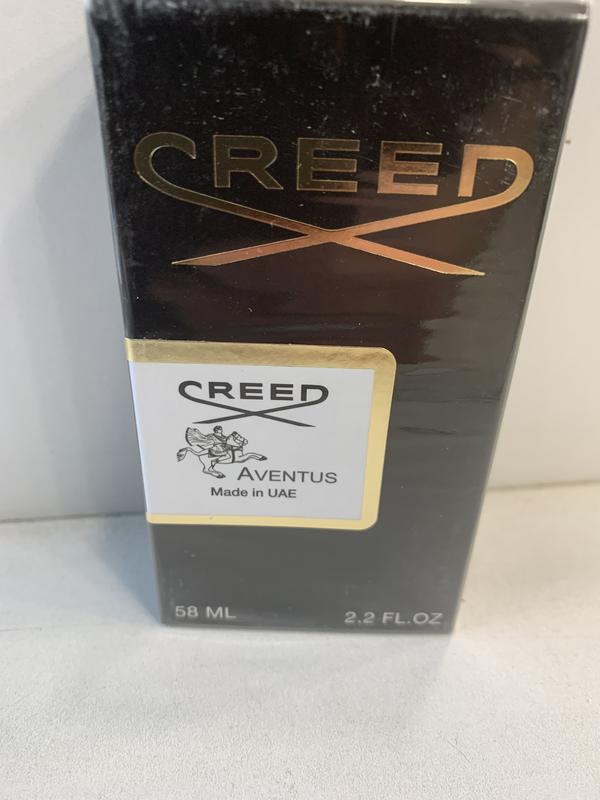 CREED
CREED
AVENTUS
Made in UAE
58 ML 2.2 FL.OZ